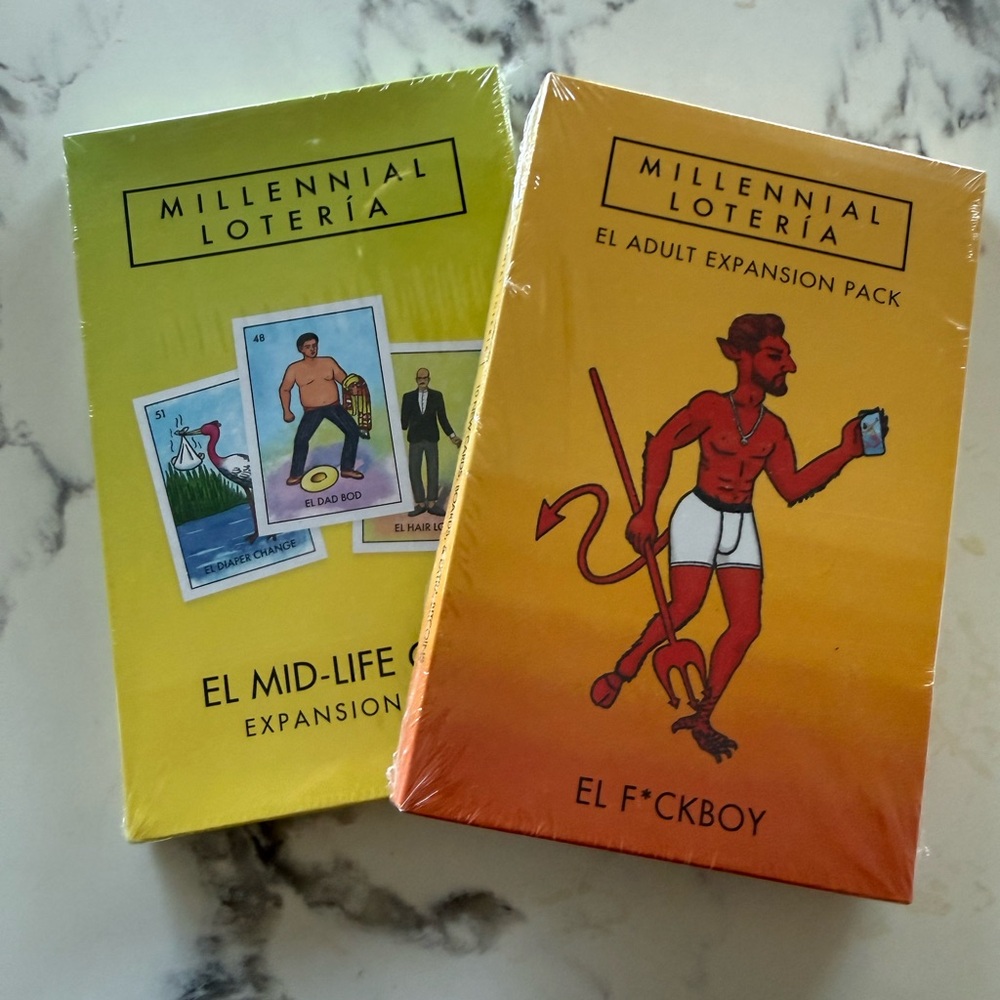 MILLENNIAL
LOTERÍA
51
EL DIAPER CHANGE
48
EL DAD BOD
EL HAIR
EL MID-LIFE
EXPANSION
MILLENNIAL
LOTERÍA
EL ADULT EXPANSION PACK
EL F*CKBOY